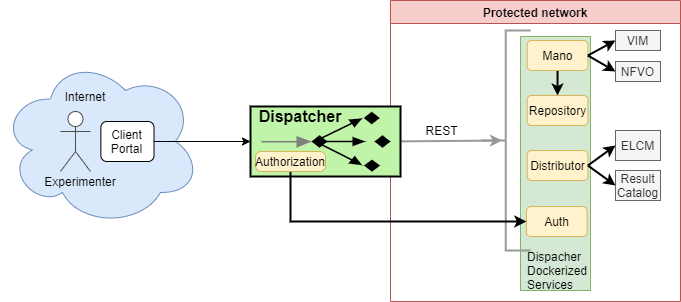 Protected network
VIM
Mano
NFVO
Internet
Repository
Dispatcher
Client
Portal
REST
ELCM
Authorization
Distributor
Experimenter
Result
Catalog
Auth
Dispacher
Dockerized
Services